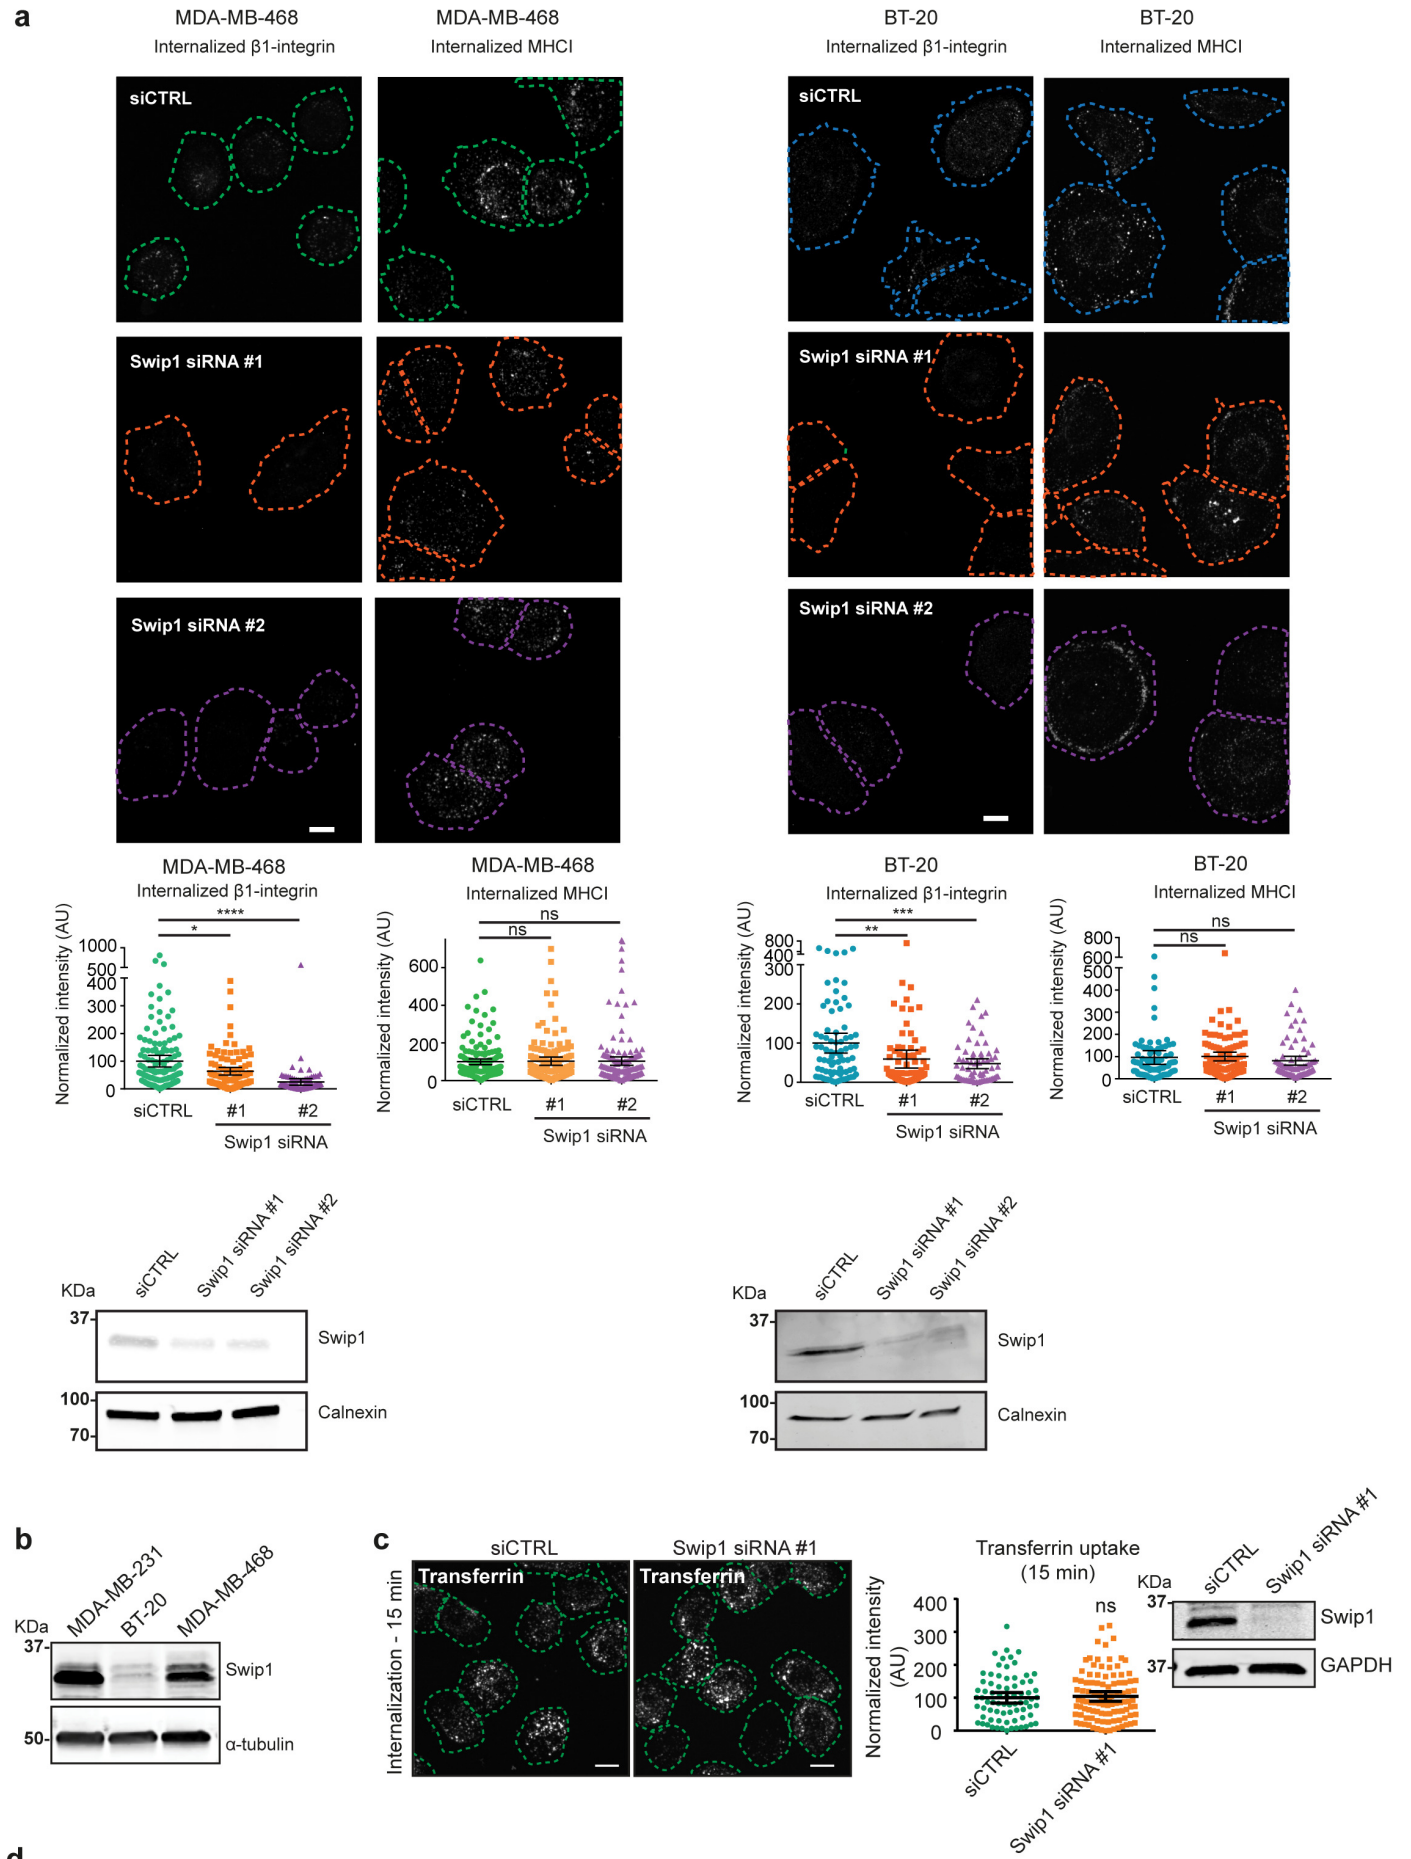 a
MDA-MB-468
Internalized β1-integrin
MDA-MB-468
Internalized MHCI
BT-20
Internalized β1-integrin
BT-20
Internalized MHCI
siCTRL
siCTRL
Swip1 siRNA #1
Swip1 siRNA #1
Swip1 siRNA #2
Swip1 siRNA #2
MDA-MB-468
Internalized β1-integrin
Normalized intensity (AU)
1000
500
400
300
200
100
0
****
*
siCTRL
#1
#2
Swip1 siRNA
MDA-MB-468
Internalized MHCI
Normalized intensity (AU)
600
400
200
0
ns
ns
siCTRL
#1
#2
Swip1 siRNA
BT-20
Internalized β1-integrin
Normalized intensity (AU)
800
400
300
200
100
0
***
**
siCTRL
#1
#2
Swip1 siRNA
BT-20
Internalized MHCI
Normalized intensity (AU)
800
600
500
400
300
200
100
0
ns
ns
siCTRL
#1
#2
Swip1 siRNA
KDa
siCTRL
Swip1 siRNA #1
Swip1 siRNA #2
37-
Swip1
100-
70-
Calnexin
KDa
siCTRL
Swip1 siRNA #1
Swip1 siRNA #2
37-
Swip1
100-
70-
Calnexin
b
KDa
MDA-MB-231
BT-20
MDA-MB-468
37-
Swip1
50-
α-tubulin
c
siCTRL
Swip1 siRNA #1
Internalization - 15 min
Transferrin
Transferrin
Transferrin uptake
(15 min)
Normalized intensity
(AU)
400
300
200
100
0
ns
siCTRL
Swip1 siRNA #1
KDa
siCTRL
Swip1 siRNA #1
37-
Swip1
37-
GAPDH
d